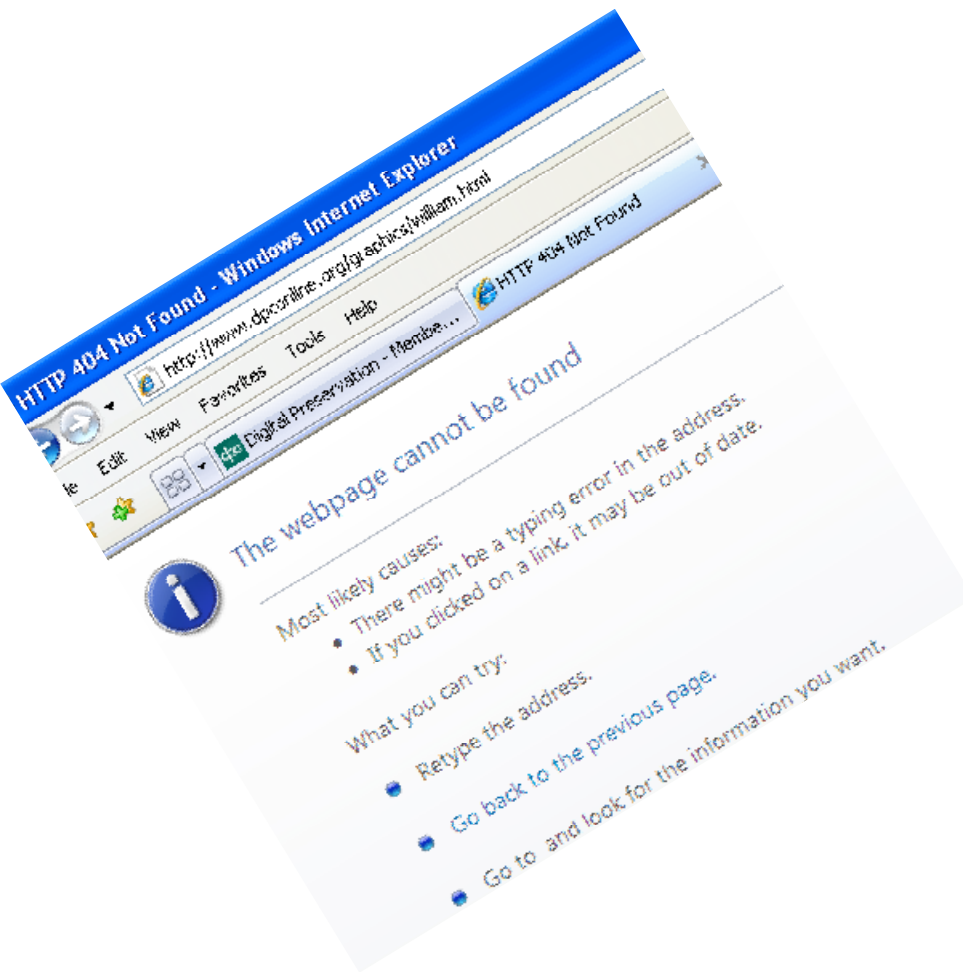 HTTP 404 Not Found - Windows Internet Explorer
http://www.dpconline.org/graphics/william.html
le Edit View Favorites Tools Help
dpc Digital Preservation - Membe... HTTP 404 Not Found
The webpage cannot be found
Most likely causes:
There might be a typing error in the address.
If you clicked on a link, it may be out of date.
What you can try:
Retype the address.
Go back to the previous page.
Go to and look for the information you want.